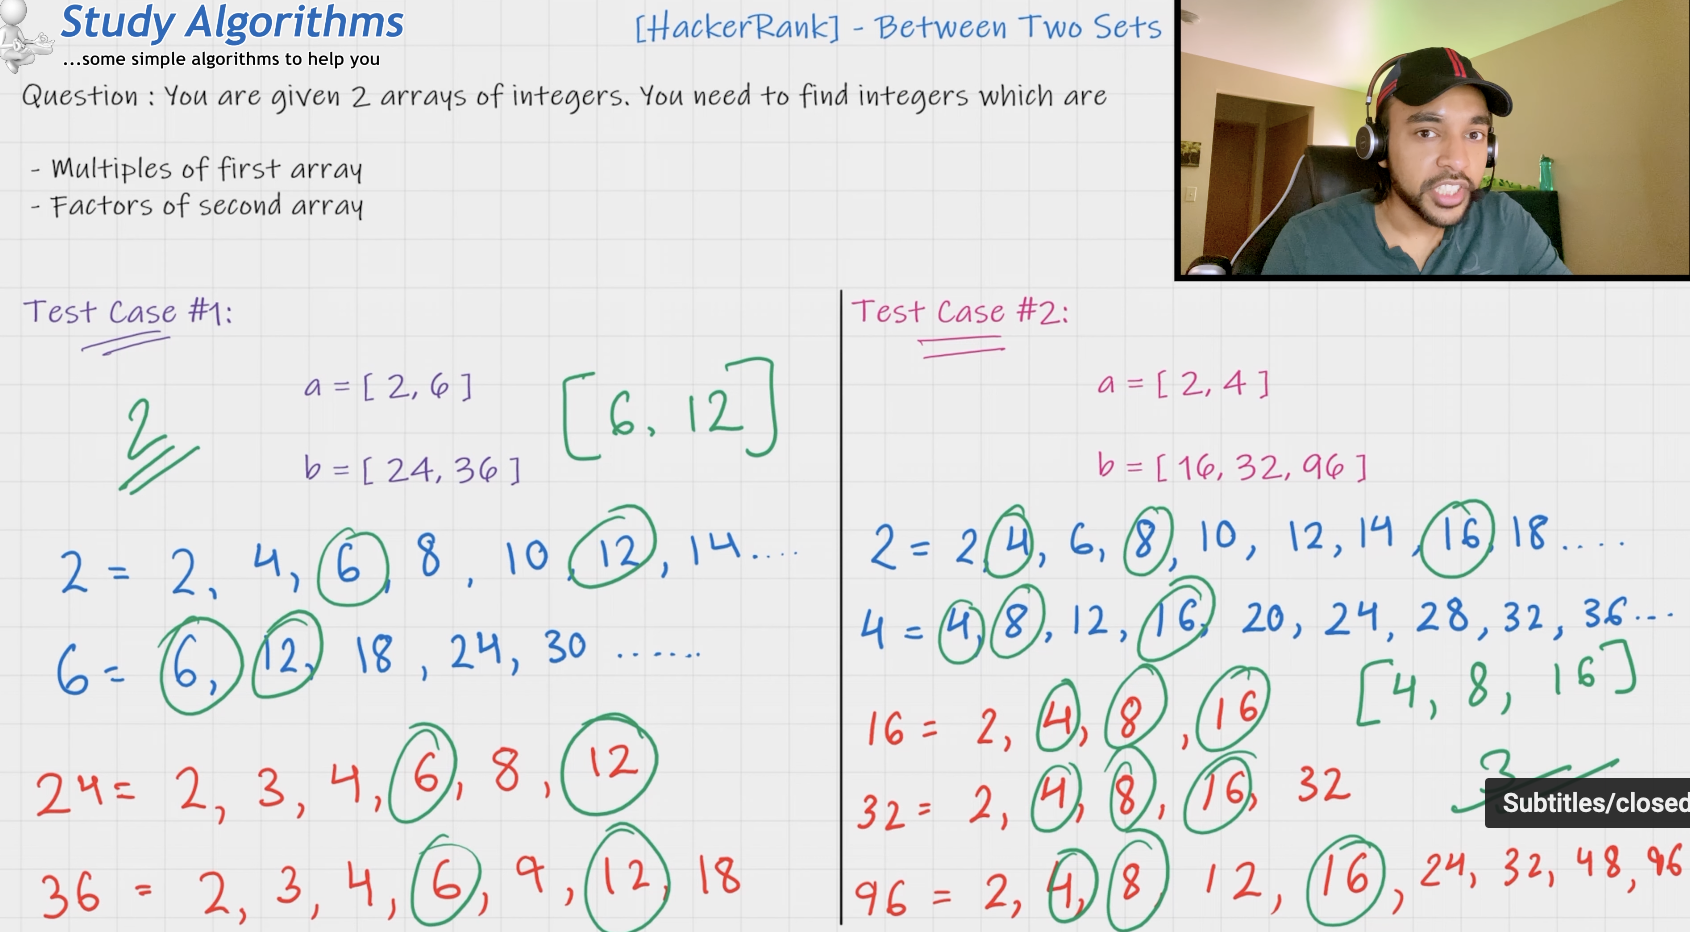 Study Algorithms
...some simple algorithms to help you
[HackerRank] - Between Two Sets
Question : You are given 2 arrays of integers. You need to find integers which are
- Multiples of first array
- Factors of second array
Test Case #1:
2
a = [ 2, 6 ]
[6, 12]
b = [ 24, 36 ]
2 = 2, 4, 6, 8, 10, 12, 14....
6 = 6, 12, 18, 24, 30 ......
24= 2, 3, 4, 6, 8, 12
36 = 2, 3, 4, 6, 9, 12, 18
Test Case #2:
a = [ 2, 4 ]
b = [ 16, 32, 96 ]
2 = 2, 4, 6, 8, 10, 12, 14, 16, 18....
4 = 4, 8, 12, 16, 20, 24, 28, 32, 36...
[4, 8, 16]
16 = 2, 4, 8, 16
3
Subtitles/closed
32 = 2, 4, 8, 16, 32
96 = 2, 4, 8, 12, 16, 24, 32, 48, 96